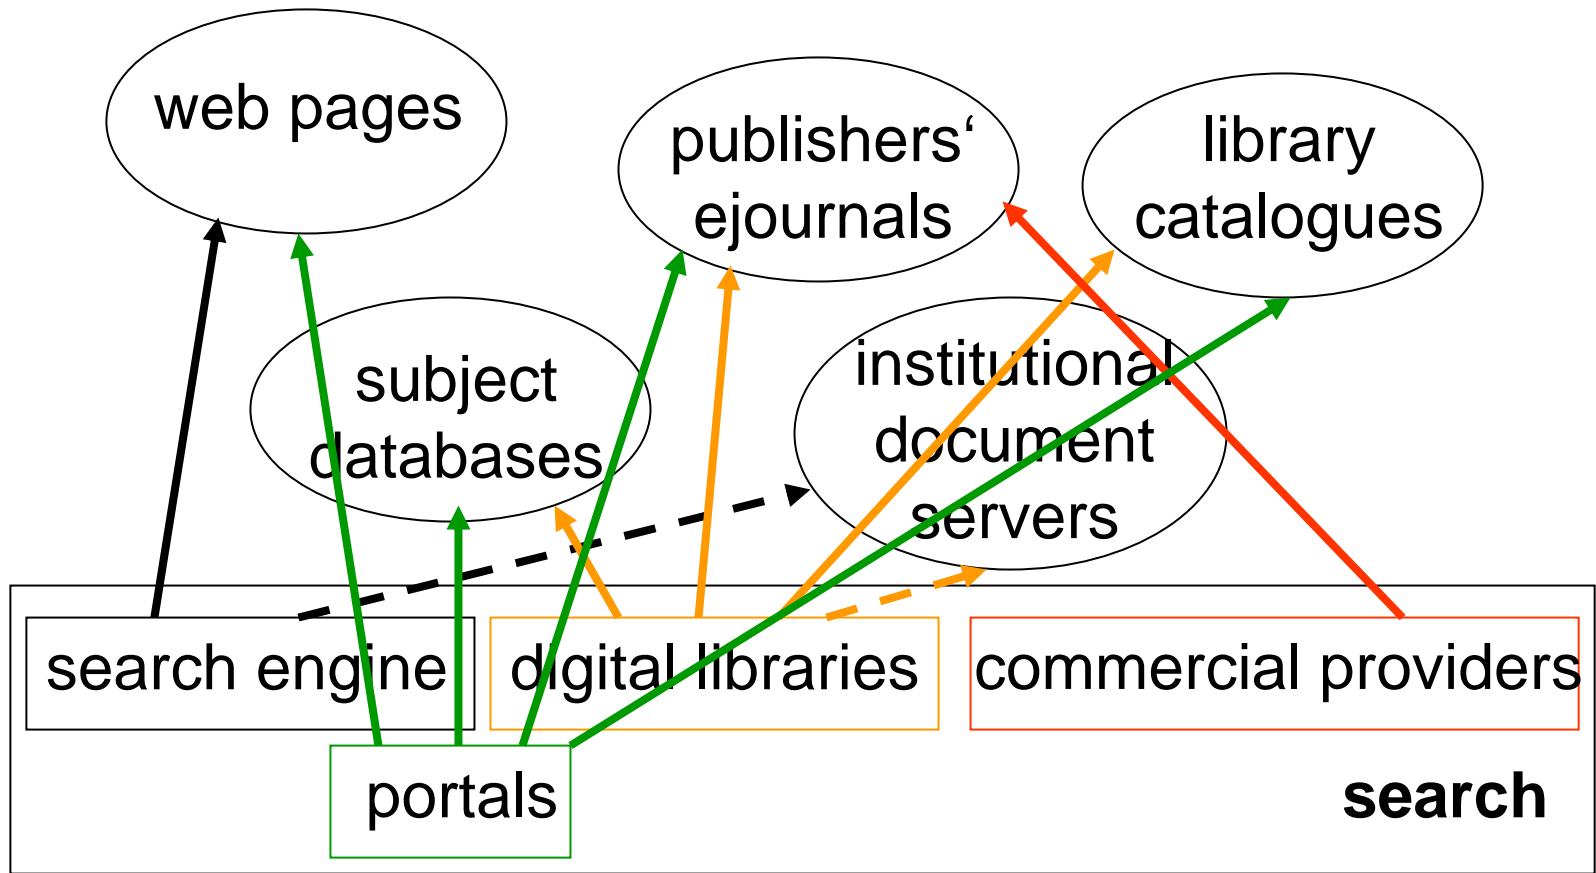 web pages
publishers‘
ejournals
library
catalogues
subject
databases
institutional
document
servers
search engine
digital libraries
commercial providers
portals
search